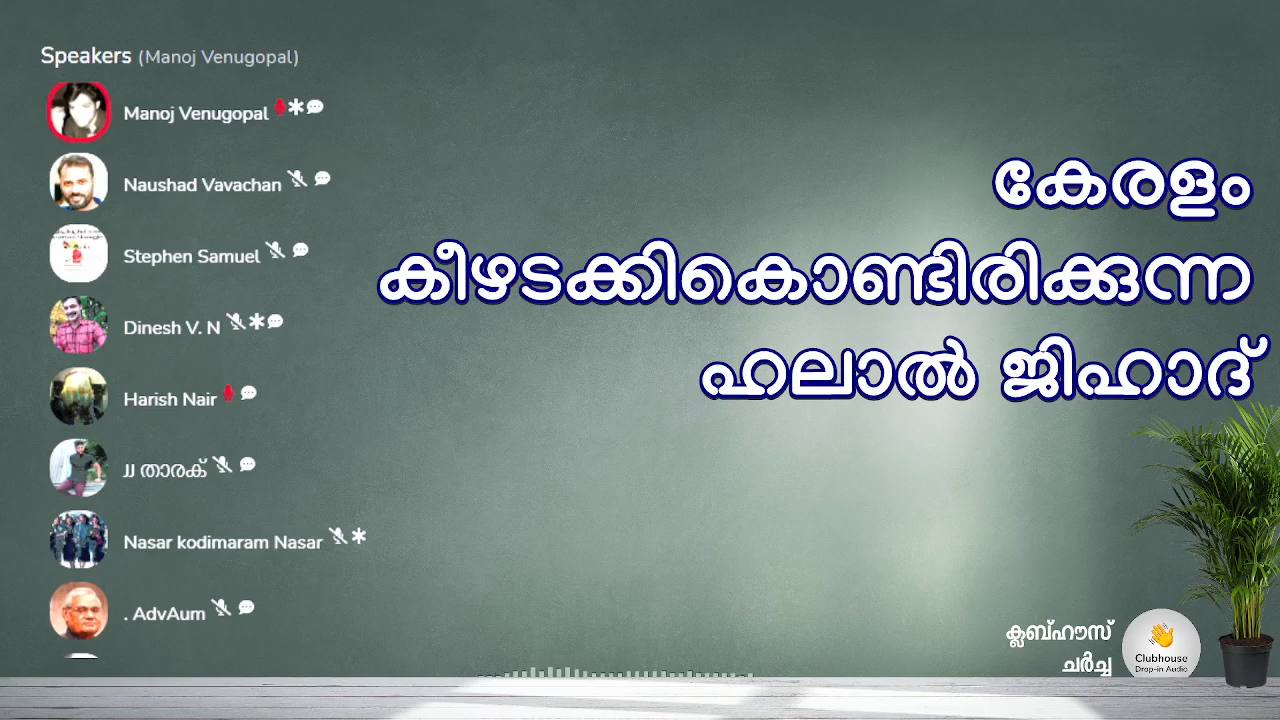 Speakers (Manoj Venugopal)
Manoj Venugopal
Naushad Vavachan
Stephen Samuel
Dinesh V. N
Harish Nair
JJ താരക്
Nasar kodimaram Nasar
. AdvAum
കേരളം
കീഴടക്കികൊണ്ടിരിക്കുന്ന
ഹലാൽ ജിഹാദ്
ക്ലബ്ഹൗസ്
ചർച്ച
Clubhouse
Drop-in Audio